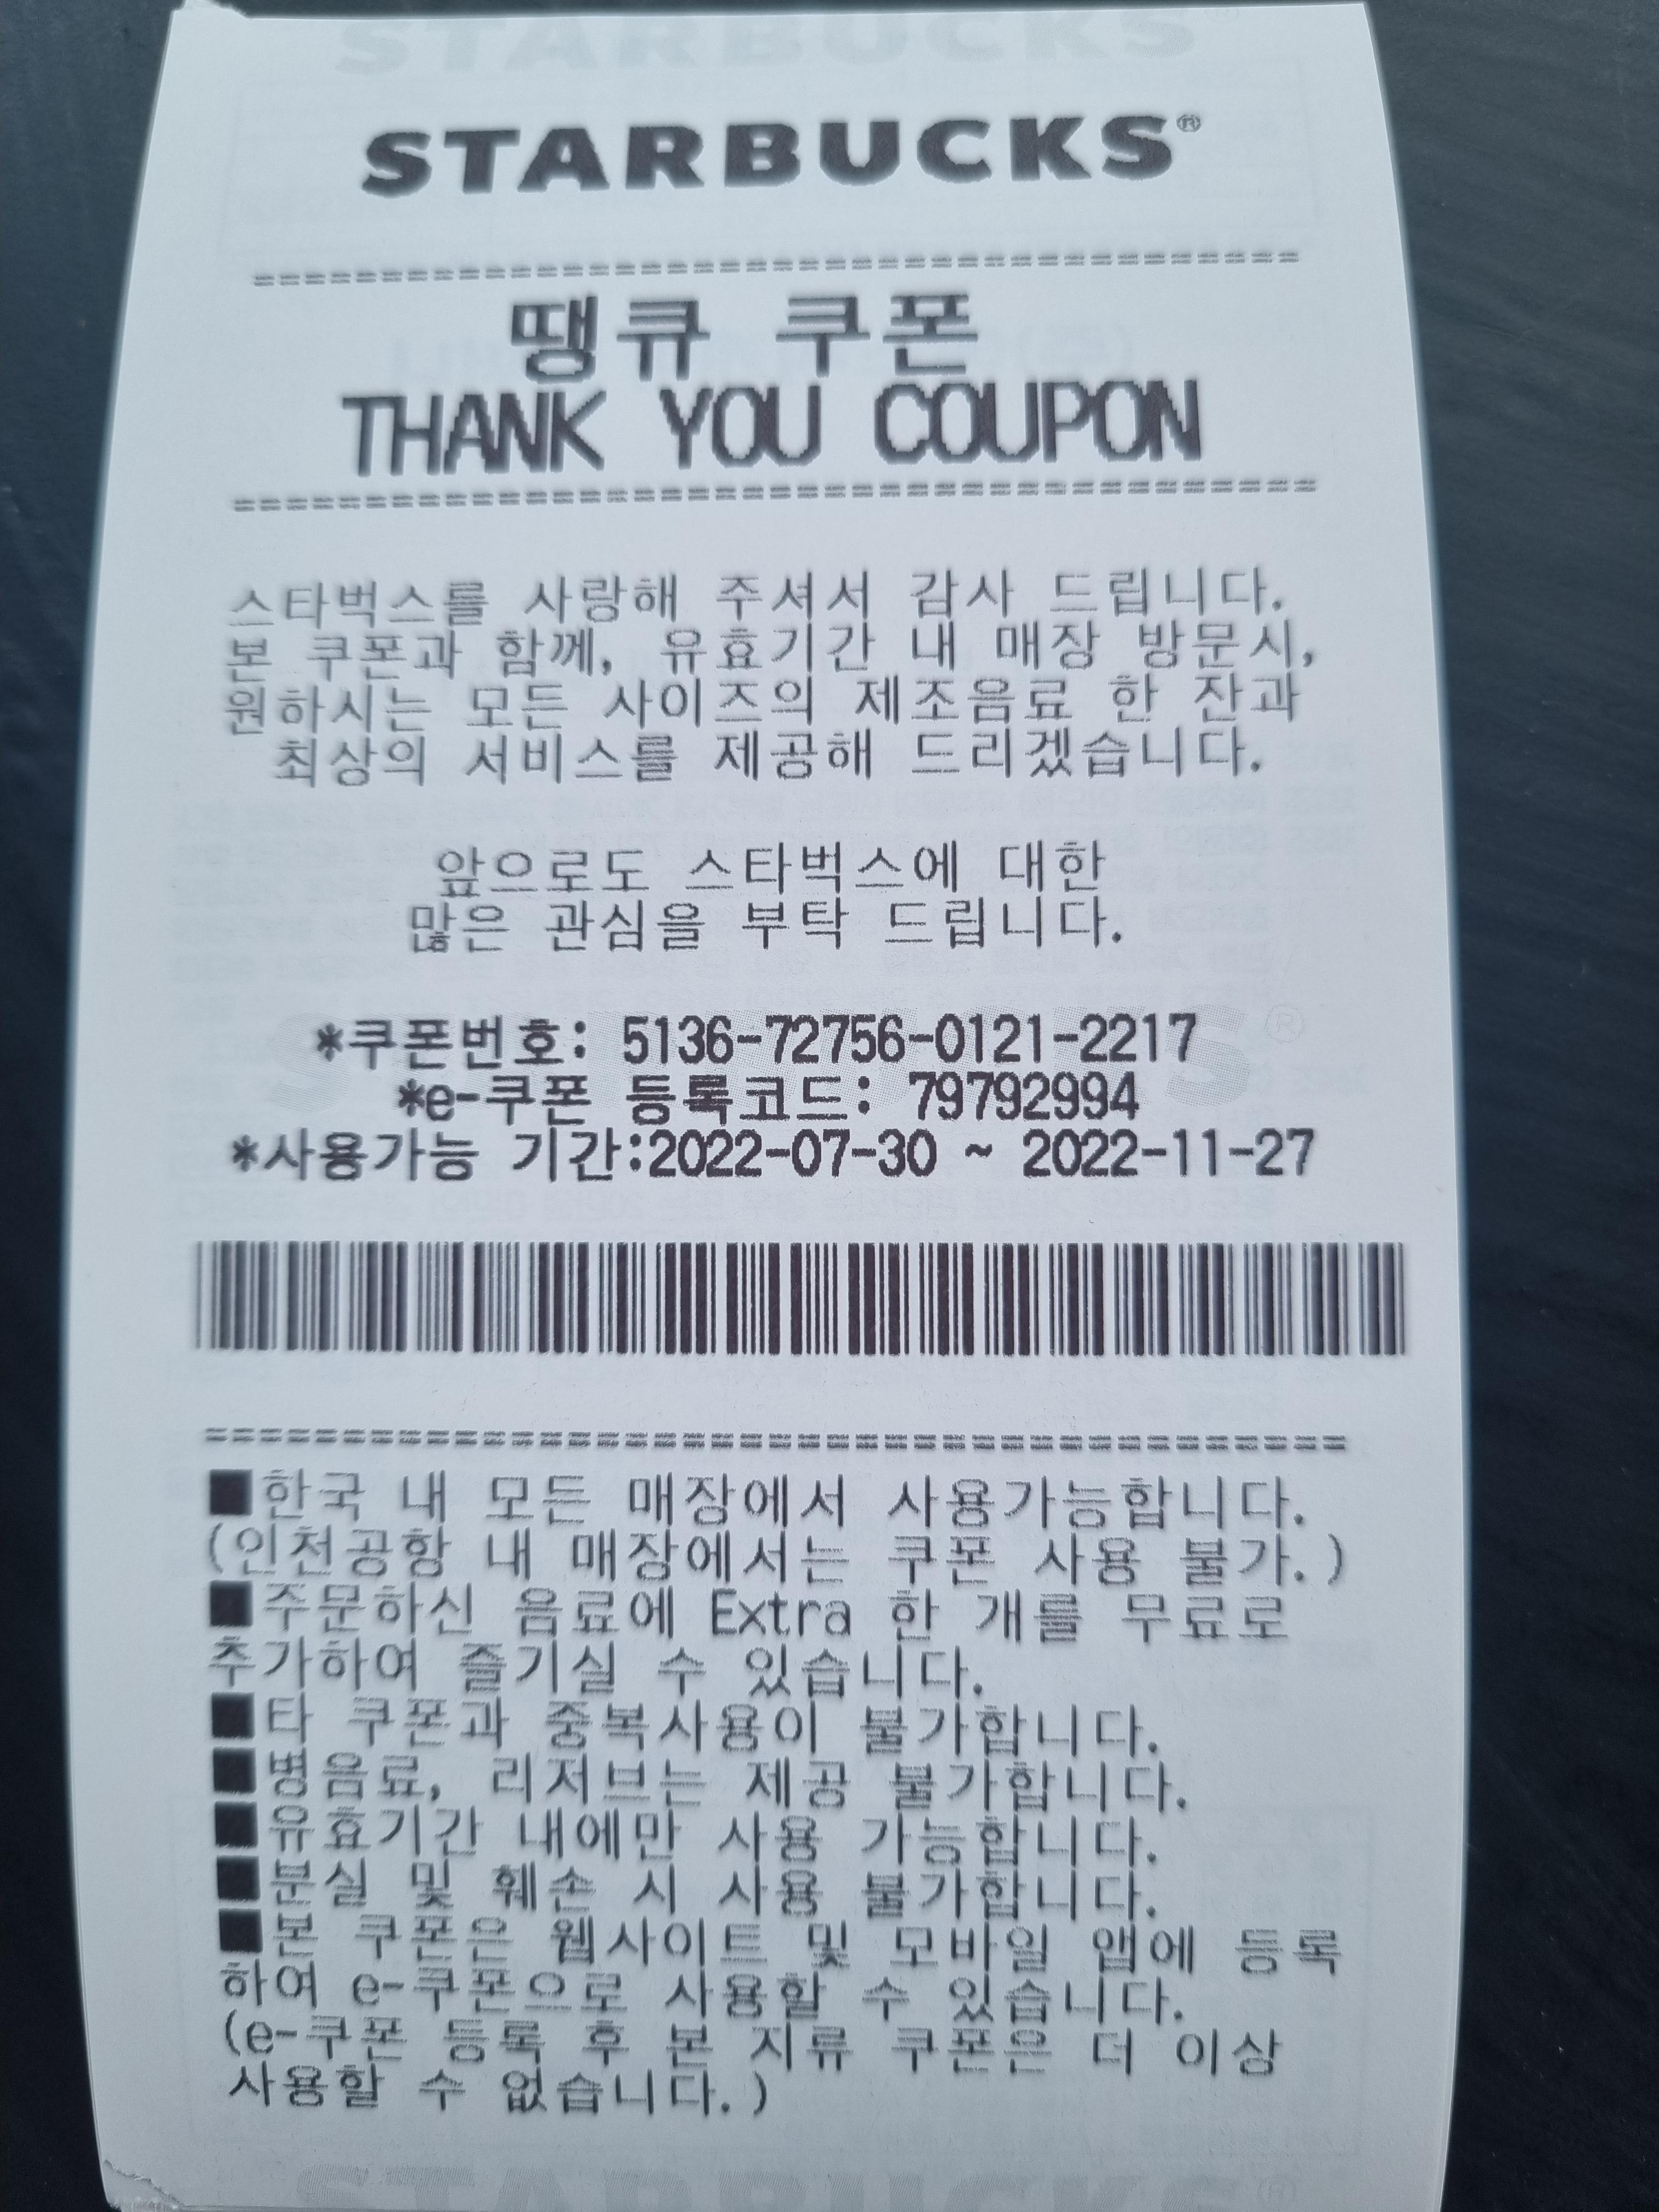 STARBUCKS®
땡큐 쿠폰
THANK YOU COUPON
스타벅스를 사랑해 주셔서 감사 드립니다.
본 쿠폰과 함께, 유효기간 내 매장 방문시,
원하시는 모든 사이즈의 제조음료 한 잔과
최상의 서비스를 제공해 드리겠습니다.
앞으로도 스타벅스에 대한
많은 관심을 부탁 드립니다.
*쿠폰번호: 5136-72756-0121-2217
*e-쿠폰 등록코드: 79792994
*사용가능 기간:2022-07-30 ~ 2022-11-27
■한국 내 모든 매장에서 사용가능합니다.
(인천공항 내 매장에서는 쿠폰 사용 불가.)
■주문하신 음료에 Extra 한 개를 무료로
추가하여 즐기실 수 있습니다.
■타 쿠폰과 중복사용이 불가합니다.
■병음료, 리저브는 제공 불가합니다.
■유효기간 내에만 사용 가능합니다.
■분실 및 훼손 시 사용 불가합니다.
■본 쿠폰은 웹사이트 및 모바일 앱에 등록
하여 e-쿠폰으로 사용할 수 있습니다.
(e-쿠폰 등록 후 본 지류 쿠폰은 더 이상
사용할 수 없습니다.)